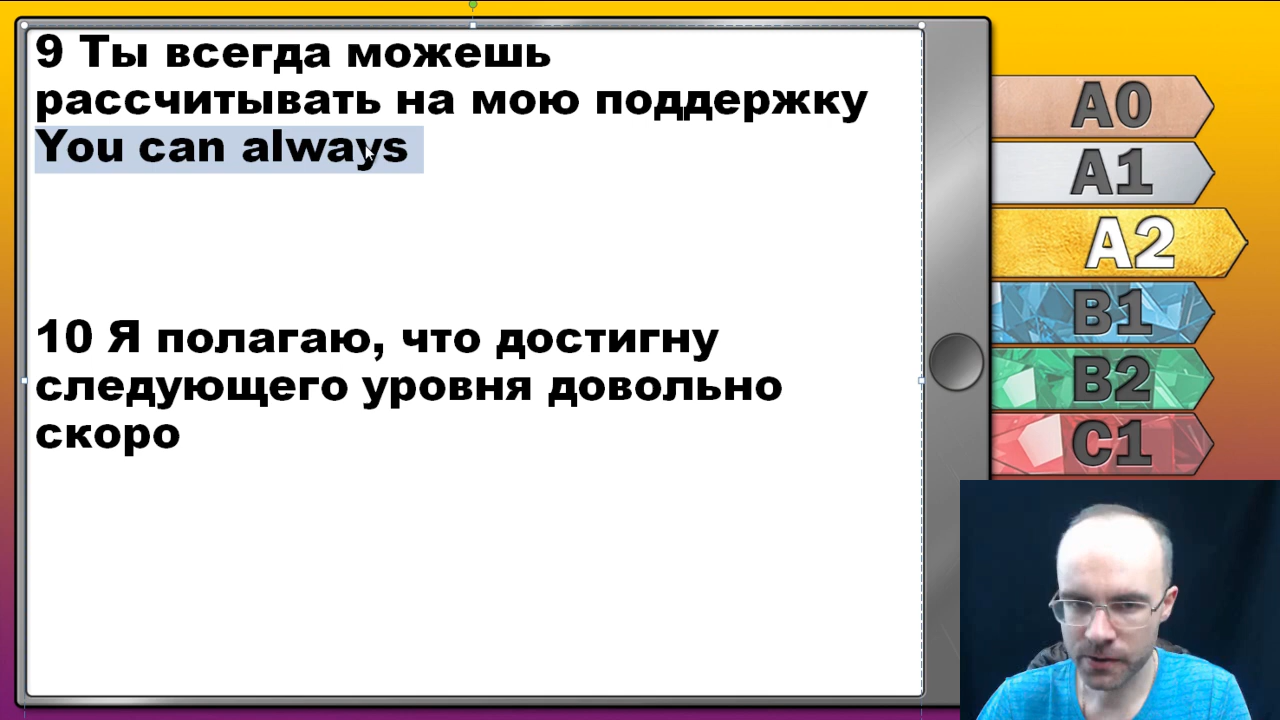 9 Ты всегда можешь
рассчитывать на мою поддержку
You can always
10 Я полагаю, что достигну
следующего уровня довольно
скоро
A0
A1
A2
B1
B2
C1